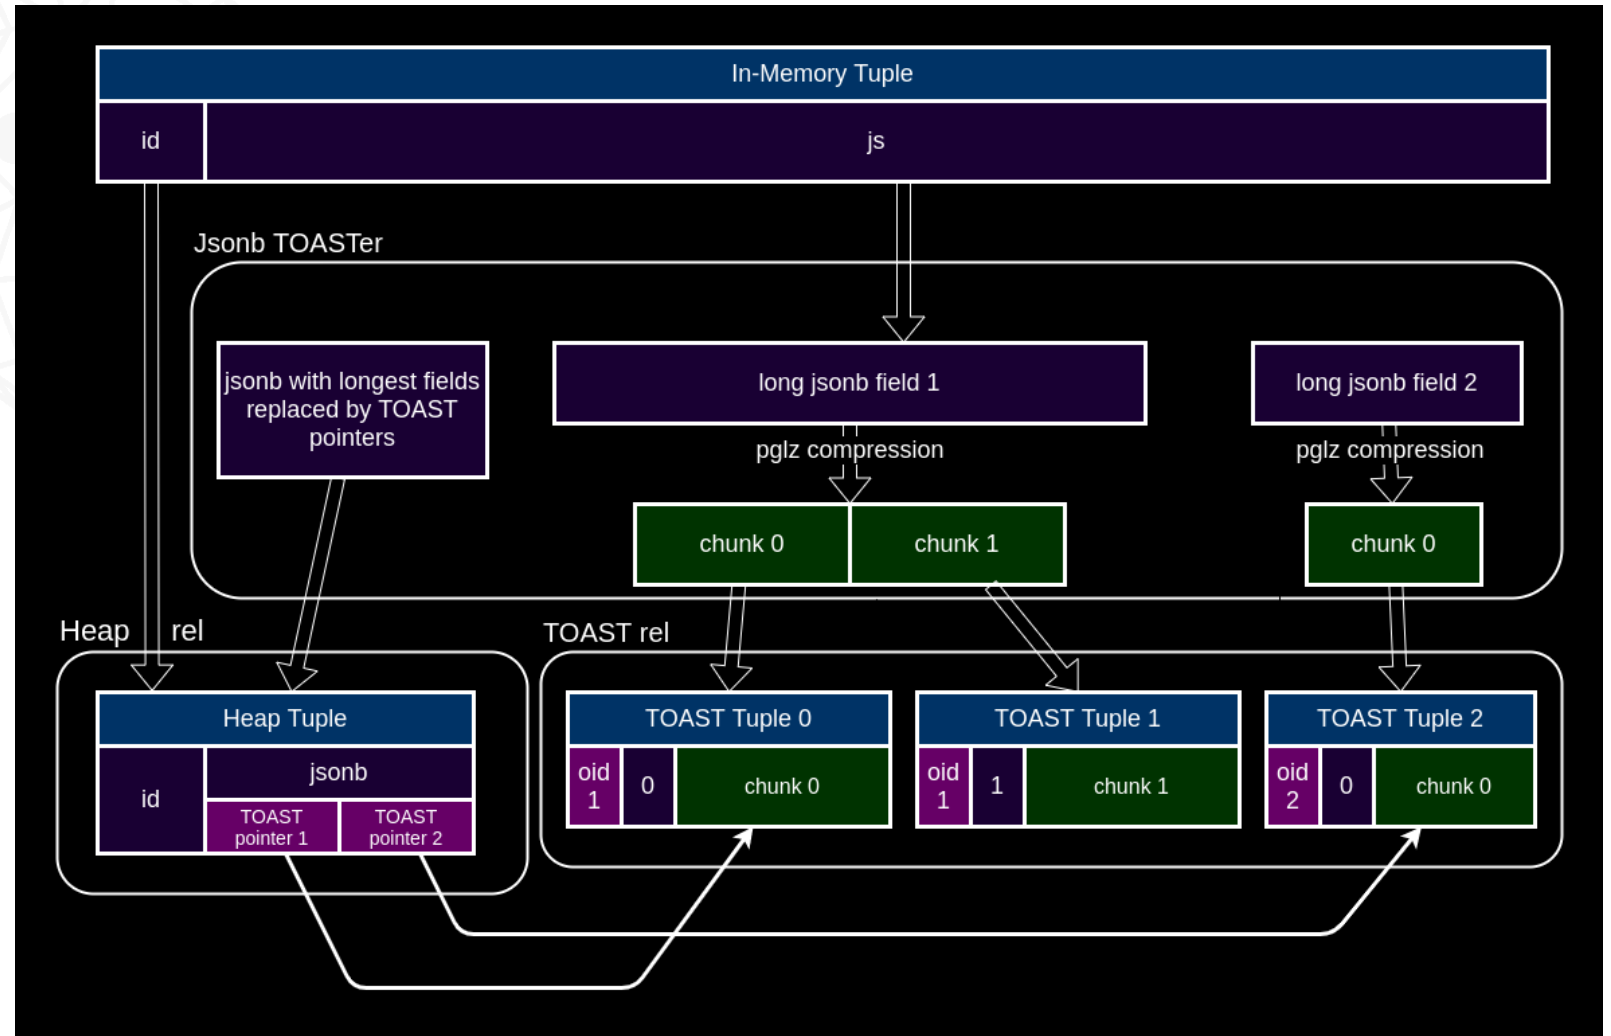 In-Memory Tuple
id
js
Jsonb TOASTer
jsonb with longest fields
replaced by TOAST
pointers
long jsonb field 1
long jsonb field 2
pglz compression
pglz compression
chunk 0
chunk 1
chunk 0
Heap rel
TOAST rel
Heap Tuple
id
jsonb
TOAST
pointer 1
TOAST
pointer 2
TOAST Tuple 0
oid
1
0
chunk 0
TOAST Tuple 1
oid
1
1
chunk 1
TOAST Tuple 2
oid
2
0
chunk 0